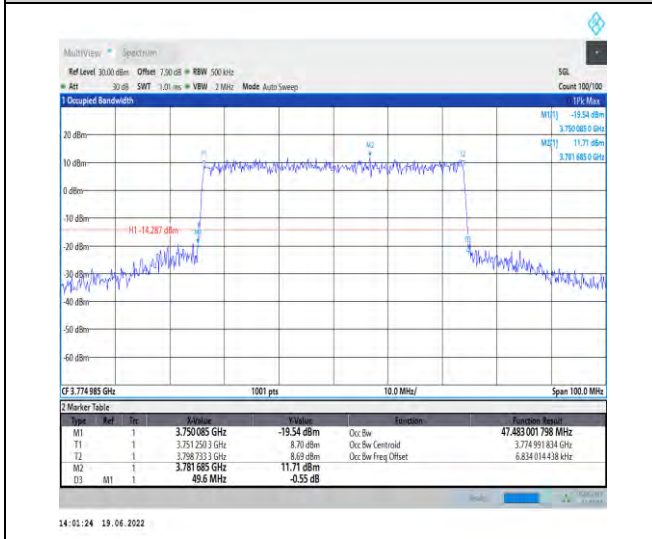 MultiView Spectrum
Ref Level 30.00 dBm Offset 7.50 dB RBW 500 kHz SGL
Att 30 dB SWT 1.01 ms VBW 2 MHz Mode Auto Sweep Count 100/100
1 Occupied Bandwidth 1Pk Max
M1[1] -19.54 dBm
3.750 085 0 GHz
M2[1] 11.71 dBm
3.781 685 0 GHz
20 dBm
M2
T1 T2
10 dBm
0 dBm
-10 dBm
H1 -14.287 dBm
M1
-20 dBm
-30 dBm
-40 dBm
-50 dBm
-60 dBm
CF 3.774 985 GHz 1001 pts 10.0 MHz/ Span 100.0 MHz
2 Marker Table
Type Ref Trc X-Value Y-Value Function Function Result
M1 1 3.750 085 GHz -19.54 dBm Occ Bw 47.483 001 798 MHz
T1 1 3.751 250 3 GHz 8.70 dBm Occ Bw Centroid 3.774 991 834 GHz
T2 1 3.798 733 3 GHz 8.69 dBm Occ Bw Freq Offset 6.834 014 438 kHz
M2 1 3.781 685 GHz 11.71 dBm
D3 M1 1 49.6 MHz -0.55 dB
14:01:24 19.06.2022